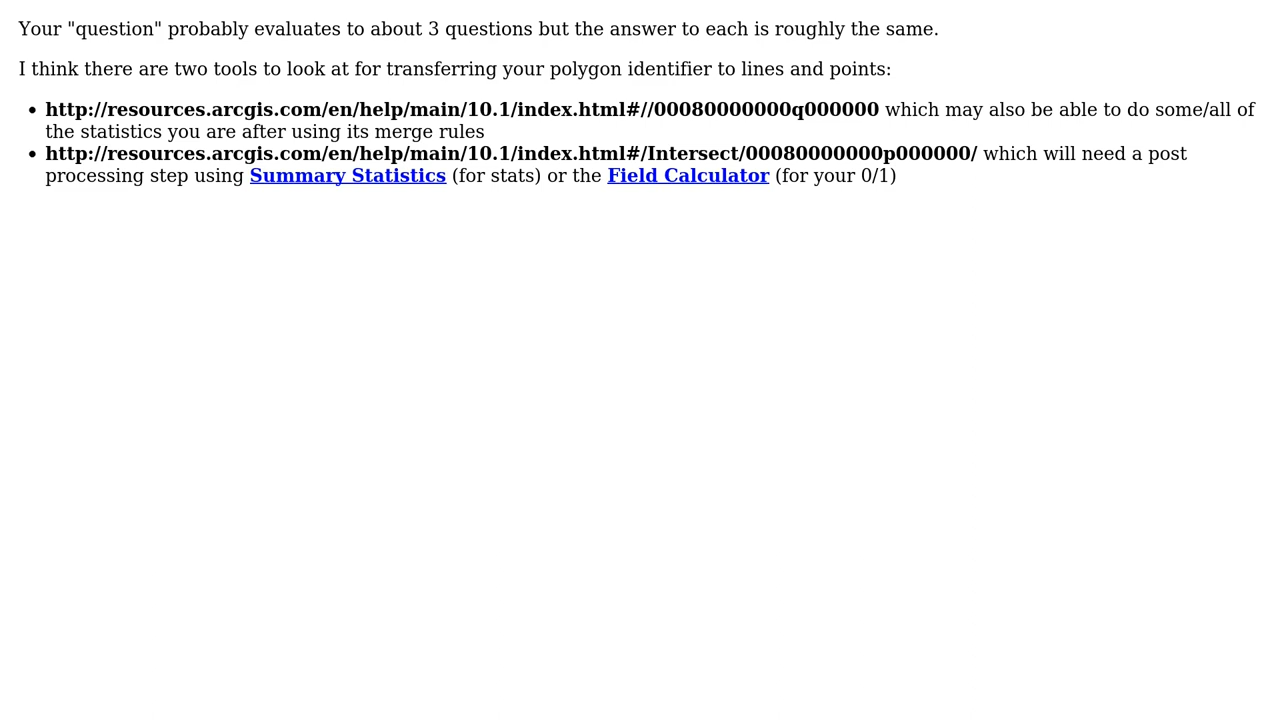 Your "question" probably evaluates to about 3 questions but the answer to each is roughly the same.
I think there are two tools to look at for transferring your polygon identifier to lines and points:
• http://resources.arcgis.com/en/help/main/10.1/index.html#//00080000000q000000 which may also be able to do some/all of
the statistics you are after using its merge rules
• http://resources.arcgis.com/en/help/main/10.1/index.html#/Intersect/00080000000p000000/ which will need a post
processing step using Summary Statistics (for stats) or the Field Calculator (for your 0/1)